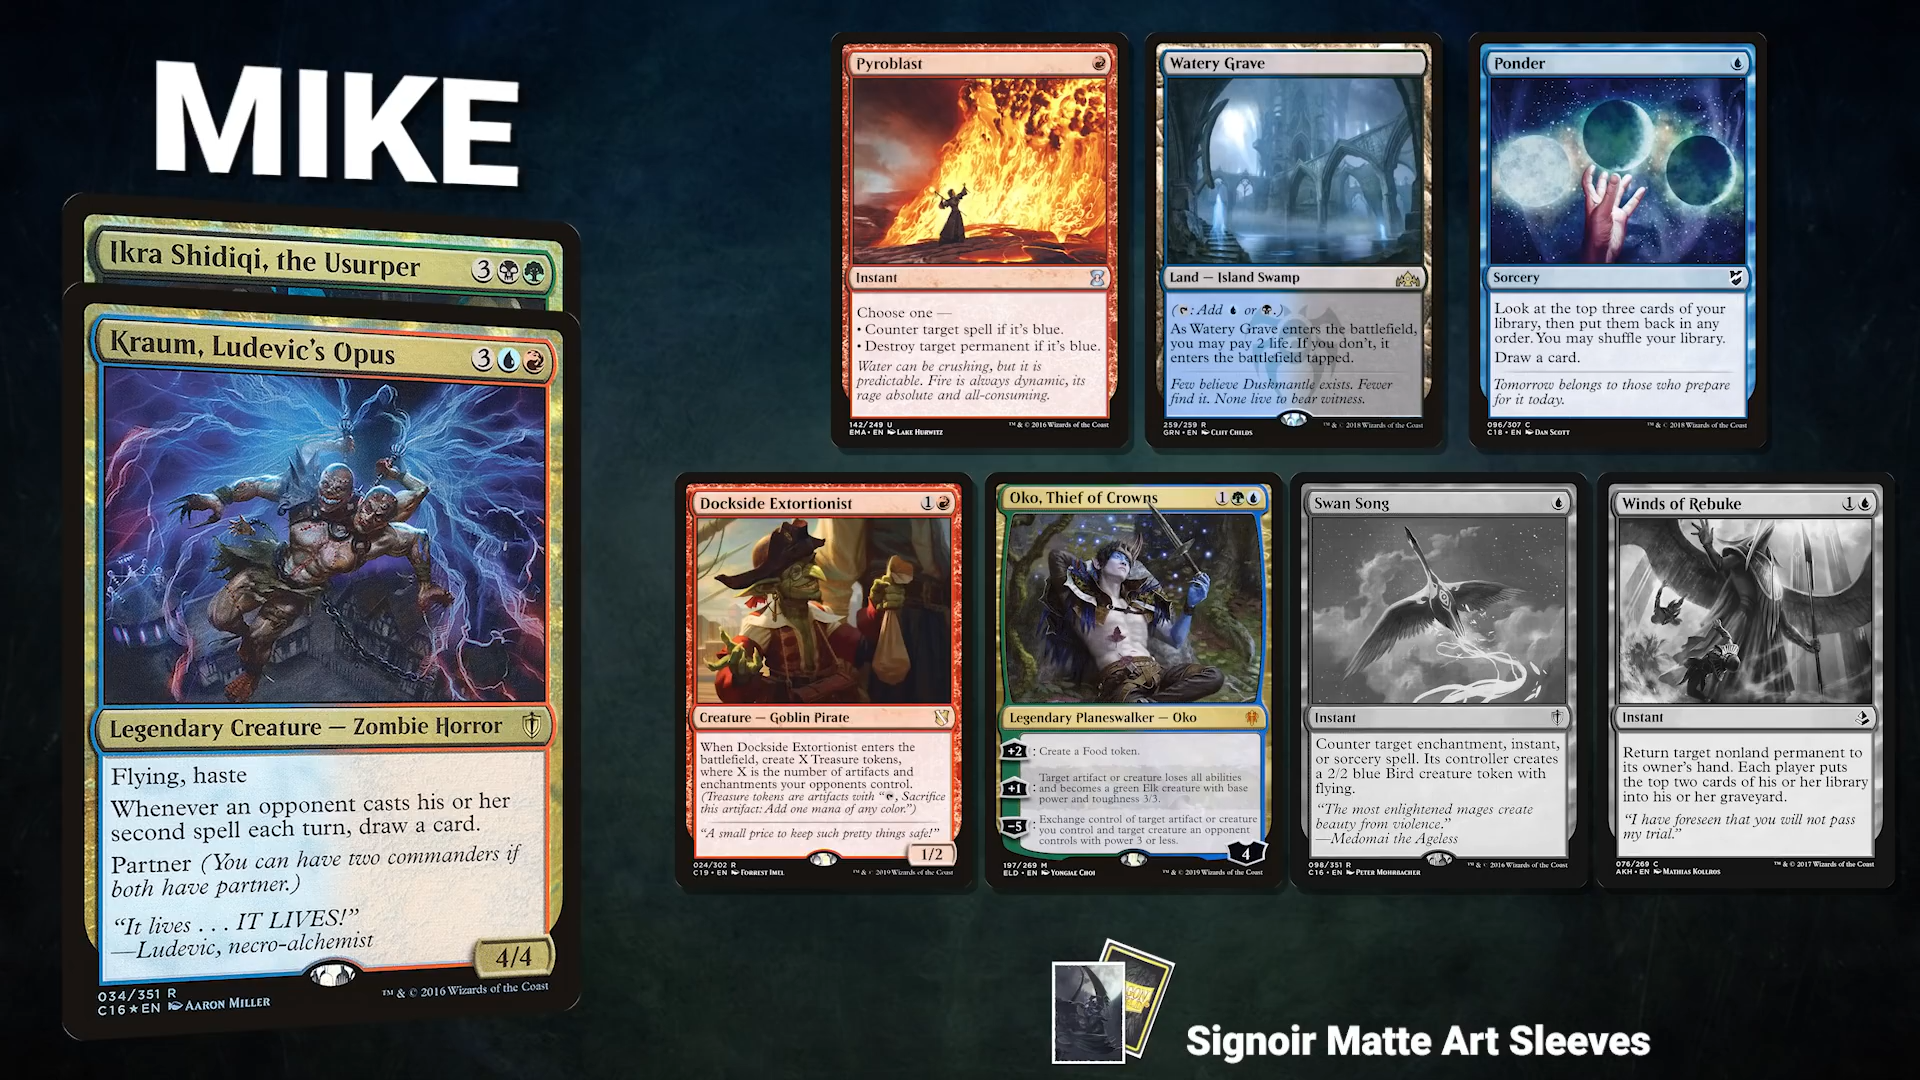 MIKE
Ikra Shidiqi, the Usurper 3
Kraum, Ludevic's Opus 3
Legendary Creature — Zombie Horror
Flying, haste
Whenever an opponent casts his or her
second spell each turn, draw a card.
Partner (You can have two commanders if
both have partner.)
"It lives . . . IT LIVES!"
—Ludevic, necro-alchemist
4/4
034/351 R
C16★EN AARON MILLER
™ & © 2016 Wizards of the Coast
Pyroblast
Instant
Choose one —
• Counter target spell if it's blue.
• Destroy target permanent if it's blue.
Water can be crushing, but it is
predictable. Fire is always dynamic, its
rage absolute and all-consuming.
142/249 U
EMA • EN LAKE HURWITZ
™ & © 2016 Wizards of the Coast
Watery Grave
Land — Island Swamp
( : Add or .)
As Watery Grave enters the battlefield,
you may pay 2 life. If you don't, it
enters the battlefield tapped.
Few believe Duskmantle exists. Fewer
find it. None live to bear witness.
259/259 R
GRN • EN CLIFF CHILDS
™ & © 2018 Wizards of the Coast
Ponder
Sorcery
Look at the top three cards of your
library, then put them back in any
order. You may shuffle your library.
Draw a card.
Tomorrow belongs to those who prepare
for it today.
096/307 C
C18 • EN DAN SCOTT
™ & © 2018 Wizards of the Coast
Dockside Extortionist 1
Creature — Goblin Pirate
When Dockside Extortionist enters the
battlefield, create X Treasure tokens,
where X is the number of artifacts and
enchantments your opponents control.
(Treasure tokens are artifacts with " , Sacrifice
this artifact: Add one mana of any color.")
"A small price to keep such pretty things safe!"
1/2
024/302 R
C19 • EN FORREST IMEL
™ & © 2019 Wizards of the Coast
Oko, Thief of Crowns 1
Legendary Planeswalker — Oko
+2 : Create a Food token.
+1 : Target artifact or creature loses all abilities
and becomes a green Elk creature with base
power and toughness 3/3.
−5 : Exchange control of target artifact or creature
you control and target creature an opponent
controls with power 3 or less.
4
197/269 M
ELD • EN YONGJAE CHOI
™ & © 2019 Wizards of the Coast
Swan Song
Instant
Counter target enchantment, instant,
or sorcery spell. Its controller creates
a 2/2 blue Bird creature token with
flying.
"The most enlightened mages create
beauty from violence."
—Medomai the Ageless
098/351 R
C16 • EN PETER MOHRBACHER
™ & © 2016 Wizards of the Coast
Winds of Rebuke 1
Instant
Return target nonland permanent to
its owner's hand. Each player puts
the top two cards of his or her library
into his or her graveyard.
"I have foreseen that you will not pass
my trial."
076/269 C
AKH • EN MATHIAS KOLLROS
™ & © 2017 Wizards of the Coast
Signoir Matte Art Sleeves